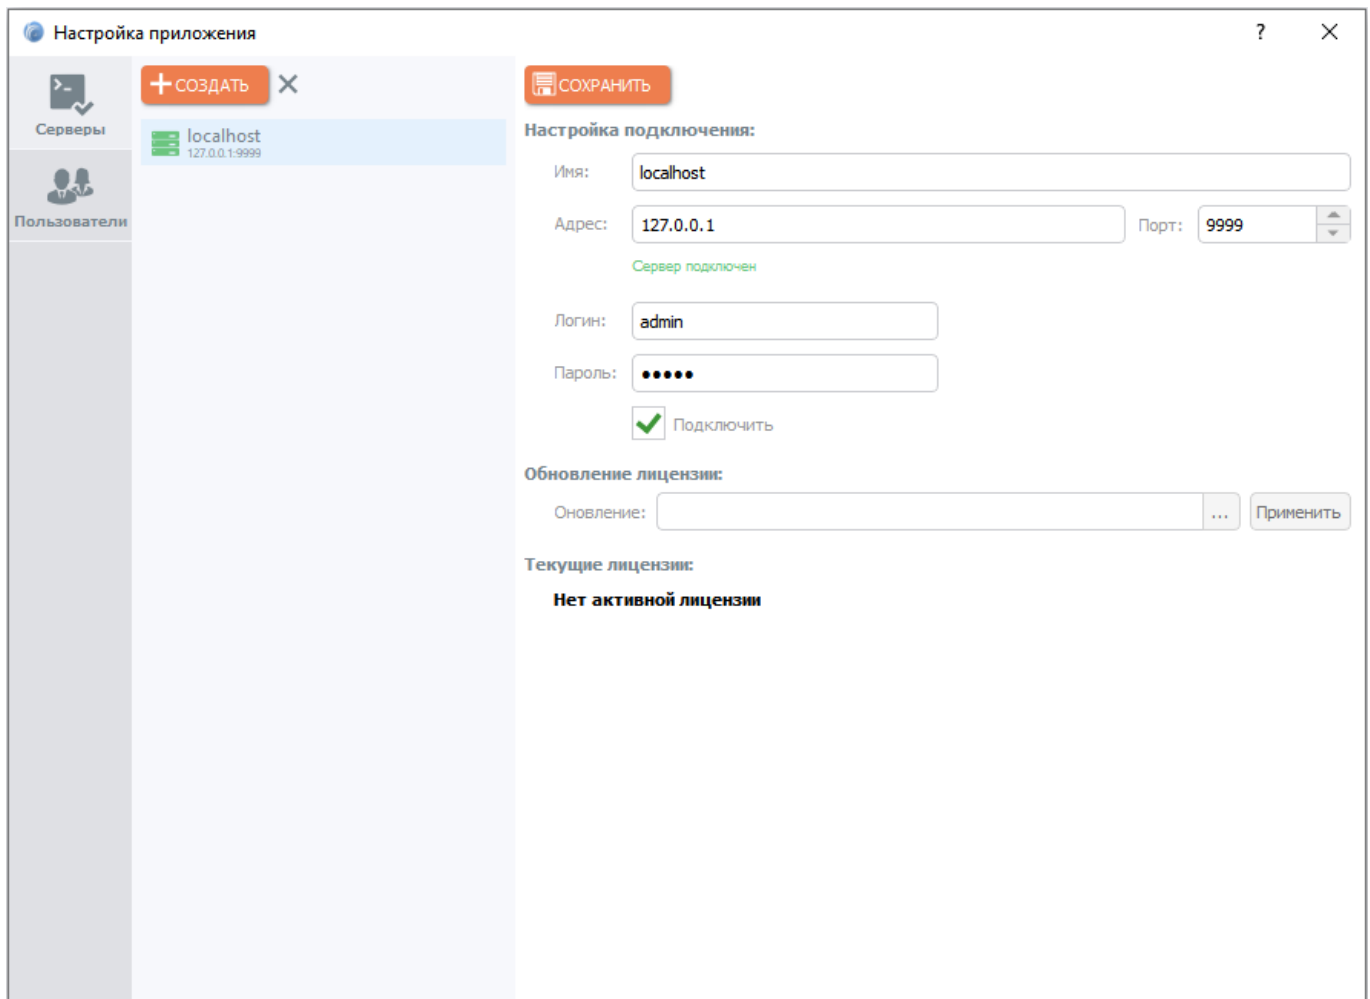 Настройка приложения
?
Серверы
Пользователи
СОЗДАТЬ
localhost
127.0.0.1:9999
СОХРАНИТЬ
Настройка подключения:
Имя: localhost
Адрес: 127.0.0.1 Порт: 9999
Сервер подключен
Логин: admin
Пароль: •••••
Подключить
Обновление лицензии:
Оновление: ... Применить
Текущие лицензии:
Нет активной лицензии